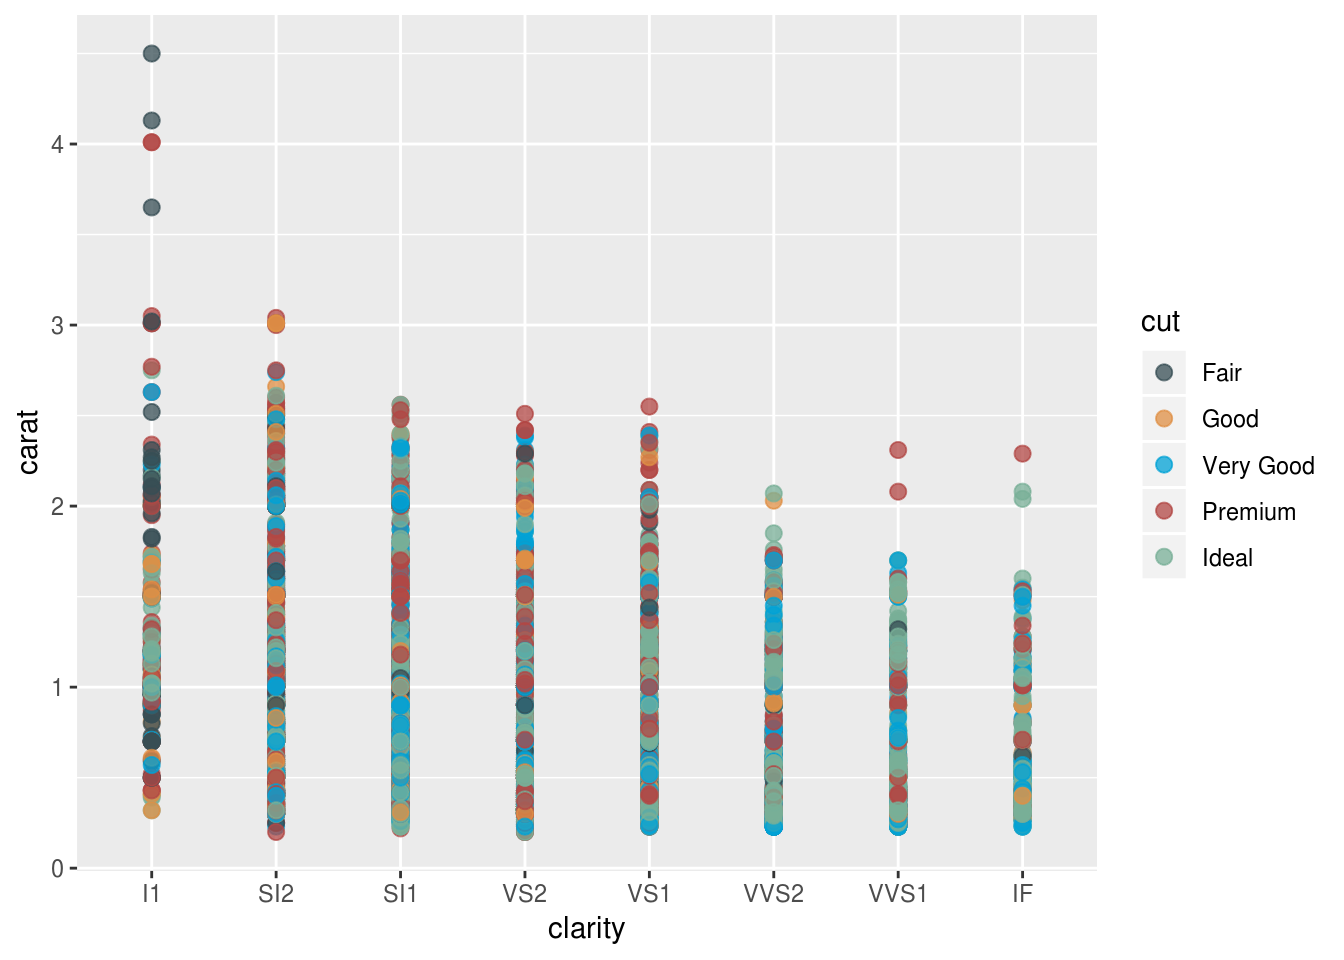 carat
4
3
2
1
0
I1 SI2 SI1 VS2 VS1 VVS2 VVS1 IF
clarity
cut
Fair
Good
Very Good
Premium
Ideal